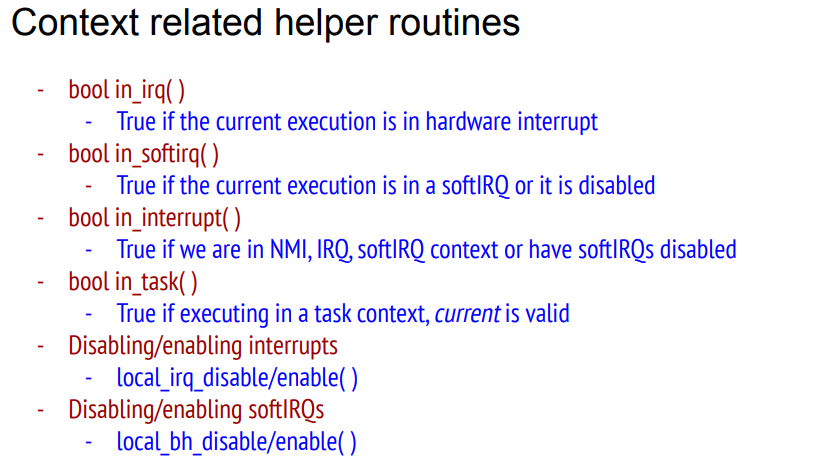 Context related helper routines
- bool in_irq( )
- True if the current execution is in hardware interrupt
- bool in_softirq( )
- True if the current execution is in a softIRQ or it is disabled
- bool in_interrupt( )
- True if we are in NMI, IRQ, softIRQ context or have softIRQs disabled
- bool in_task( )
- True if executing in a task context, current is valid
- Disabling/enabling interrupts
- local_irq_disable/enable( )
- Disabling/enabling softIRQs
- local_bh_disable/enable( )